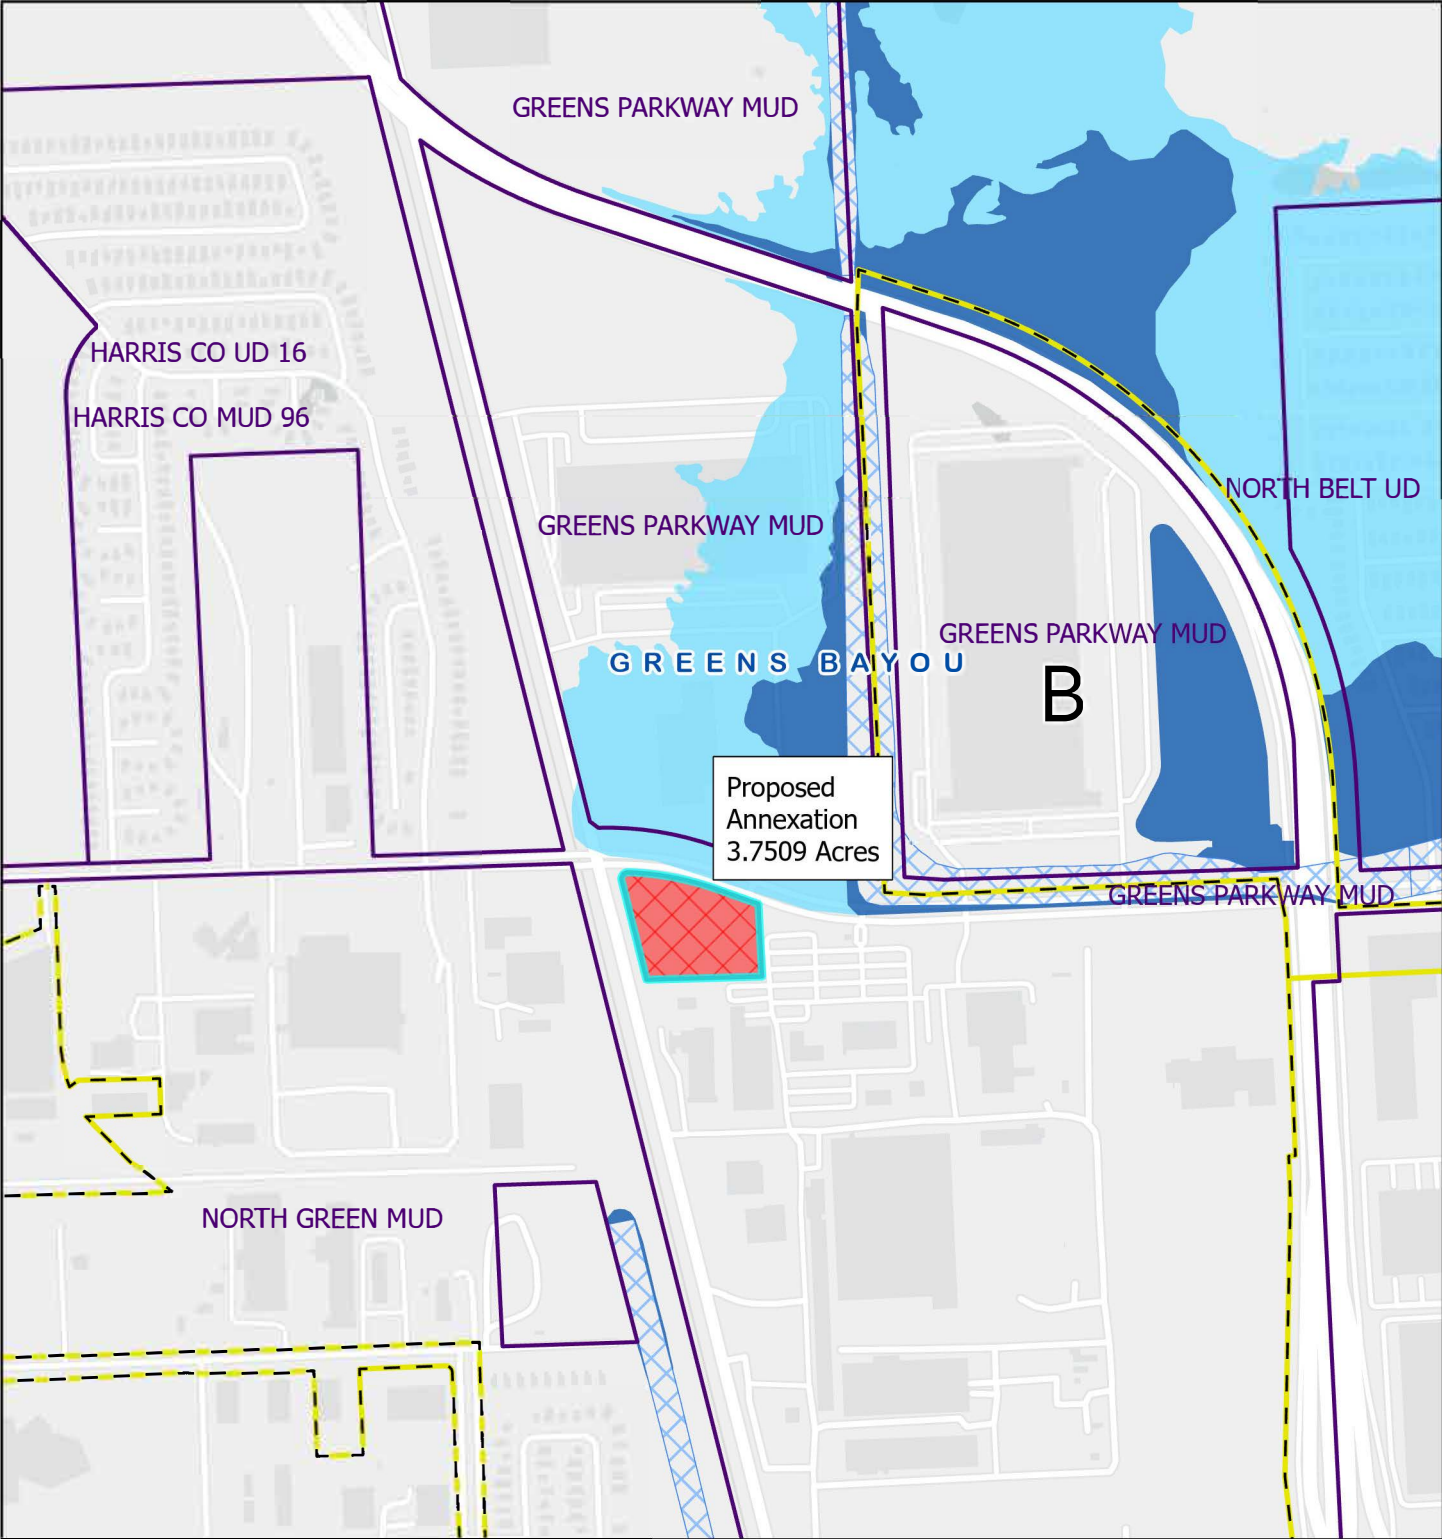 GREENS PARKWAY MUD
HARRIS CO UD 16
HARRIS CO MUD 96
NORTH BELT UD
GREENS PARKWAY MUD
GREENS PARKWAY MUD
GREENS BAYOU
B
Proposed
Annexation
3.7509 Acres
GREENS PARKWAY MUD
NORTH GREEN MUD